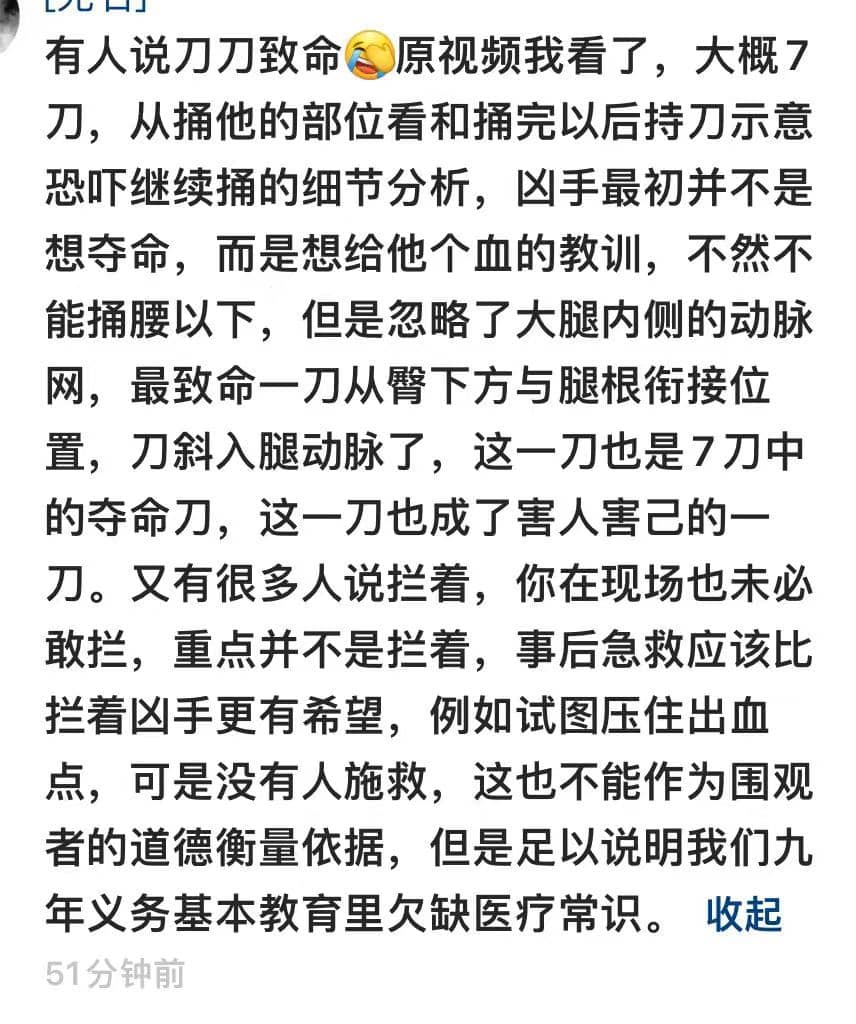 有人说刀刀致命🤣原视频我看了，大概7
刀，从捅他的部位看和捅完以后持刀示意
恐吓继续捅的细节分析，凶手最初并不是
想夺命，而是想给他个血的教训，不然不
能捅腰以下，但是忽略了大腿内侧的动脉
网，最致命一刀从臀下方与腿根衔接位
置，刀斜入腿动脉了，这一刀也是7刀中
的夺命刀，这一刀也成了害人害己的一
刀。又有很多人说拦着，你在现场也未必
敢拦，重点并不是拦着，事后急救应该比
拦着凶手更有希望，例如试图压住出血
点，可是没有人施救，这也不能作为围观
者的道德衡量依据，但是足以说明我们九
年义务基本教育里欠缺医疗常识。 收起
51分钟前